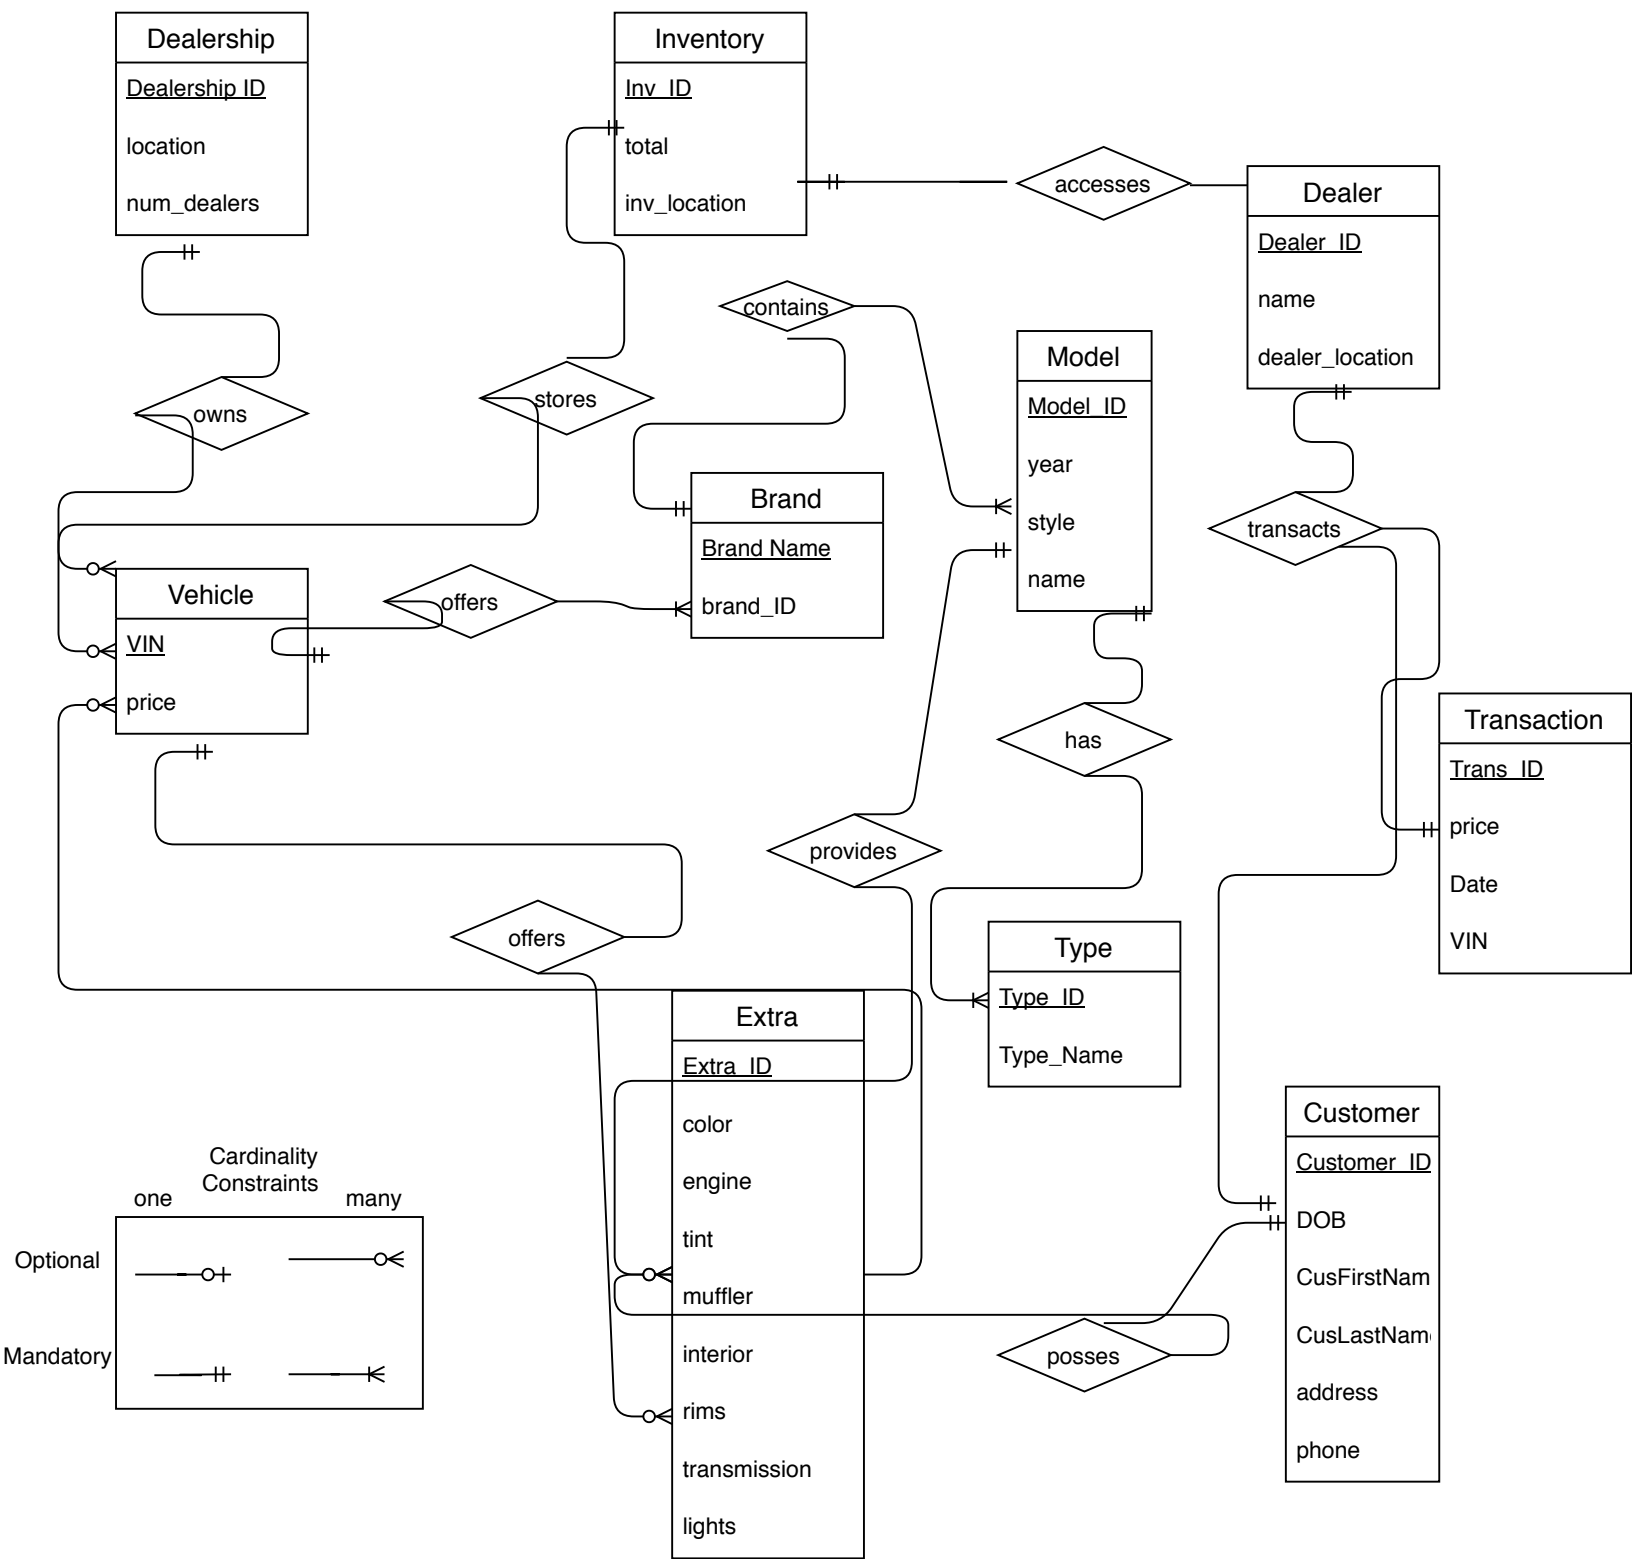 Dealership
Dealership ID
location
num_dealers
Inventory
Inv_ID
total
inv_location
accesses
Dealer
Dealer_ID
name
dealer_location
contains
Model
Model_ID
year
style
name
owns
stores
Brand
Brand Name
brand_ID
transacts
Vehicle
VIN
price
offers
has
Transaction
Trans_ID
price
Date
VIN
provides
offers
Type
Type_ID
Type_Name
Extra
Extra_ID
color
engine
tint
muffler
interior
rims
transmission
lights
Customer
Customer_ID
DOB
CusFirstNam
CusLastNam
address
phone
posses
Cardinality
Constraints
one
many
Optional
Mandatory